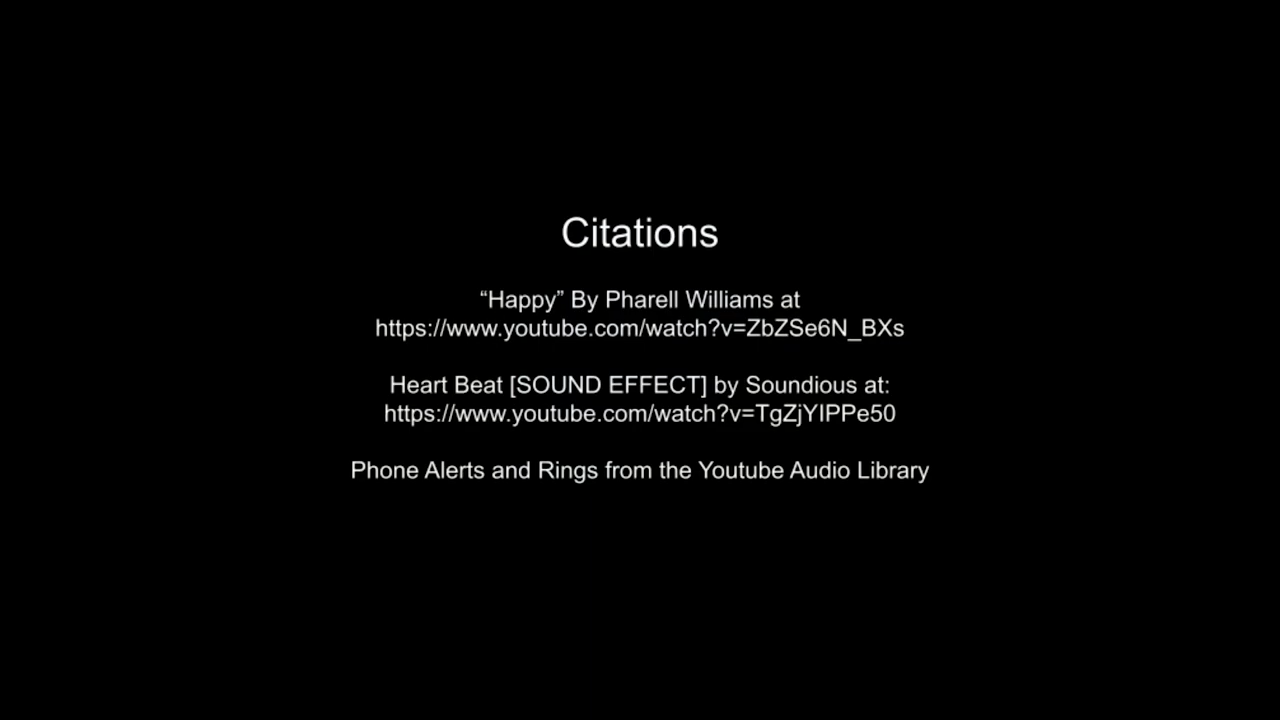 Citations
“Happy” By Pharell Williams at
https://www.youtube.com/watch?v=ZbZSe6N_BXs
Heart Beat [SOUND EFFECT] by Soundious at:
https://www.youtube.com/watch?v=TgZjYIPPe50
Phone Alerts and Rings from the Youtube Audio Library